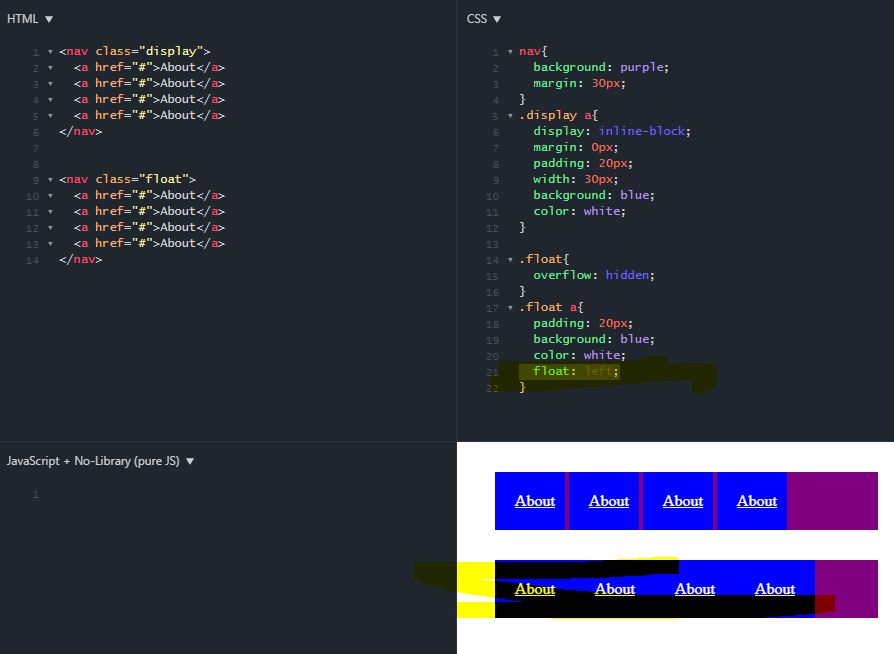 HTML ▼
1 ▾ <nav class="display">
2 ▾   <a href="#">About</a>
3 ▾   <a href="#">About</a>
4 ▾   <a href="#">About</a>
5 ▾   <a href="#">About</a>
6 </nav>
7
8
9 ▾ <nav class="float">
10 ▾   <a href="#">About</a>
11 ▾   <a href="#">About</a>
12 ▾   <a href="#">About</a>
13 ▾   <a href="#">About</a>
14 </nav>
CSS ▼
1 ▾ nav{
2   background: purple;
3   margin: 30px;
4 }
5 ▾ .display a{
6   display: inline-block;
7   margin: 0px;
8   padding: 20px;
9   width: 30px;
10   background: blue;
11   color: white;
12 }
13
14 ▾ .float{
15   overflow: hidden;
16 }
17 ▾ .float a{
18   padding: 20px;
19   background: blue;
20   color: white;
21   float: left;
22 }
JavaScript + No-Library (pure JS) ▼
1
About About About About
About About About About